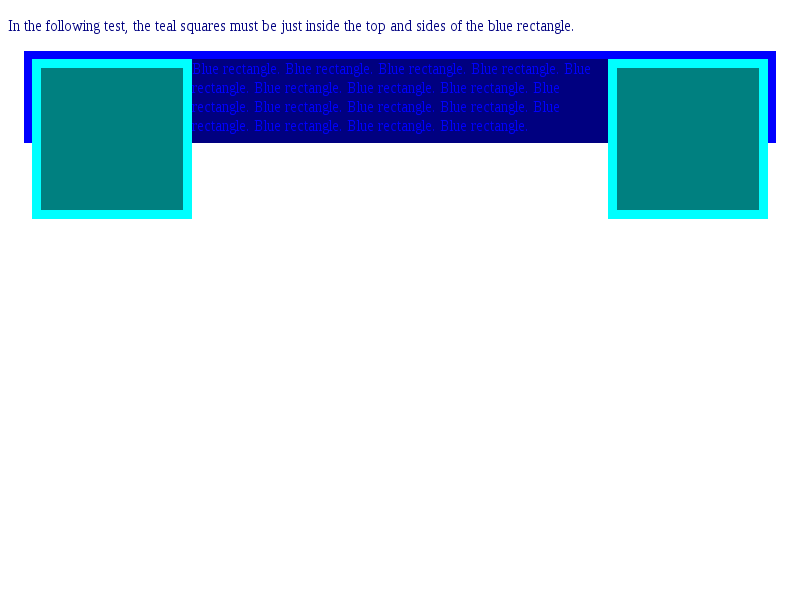 In the following test, the teal squares must be just inside the top and sides of the blue rectangle.
Blue rectangle. Blue rectangle. Blue rectangle. Blue rectangle. Blue
rectangle. Blue rectangle. Blue rectangle. Blue rectangle. Blue
rectangle. Blue rectangle. Blue rectangle. Blue rectangle. Blue
rectangle. Blue rectangle. Blue rectangle. Blue rectangle.